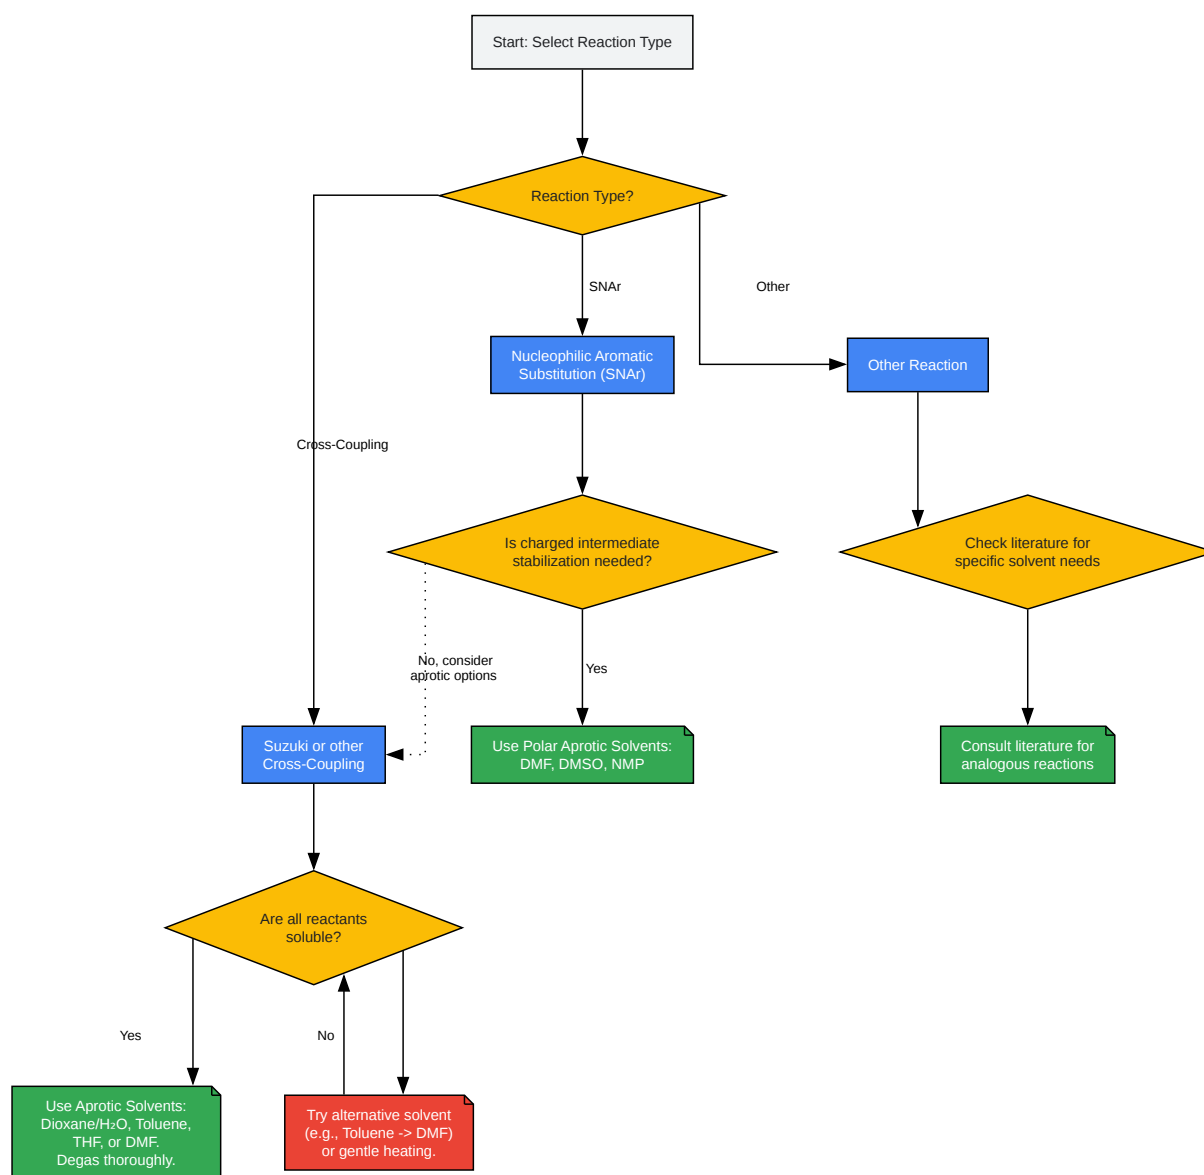 Start: Select Reaction Type
Reaction Type?
SNAr
Other
Nucleophilic Aromatic
Substitution (SNAr)
Other Reaction
Cross-Coupling
Is charged intermediate
stabilization needed?
Check literature for
specific solvent needs
No, consider
aprotic options
Yes
Suzuki or other
Cross-Coupling
Use Polar Aprotic Solvents:
DMF, DMSO, NMP
Consult literature for
analogous reactions
Are all reactants
soluble?
Yes
No
Use Aprotic Solvents:
Dioxane/H₂O, Toluene,
THF, or DMF.
Degas thoroughly.
Try alternative solvent
(e.g., Toluene -> DMF)
or gentle heating.